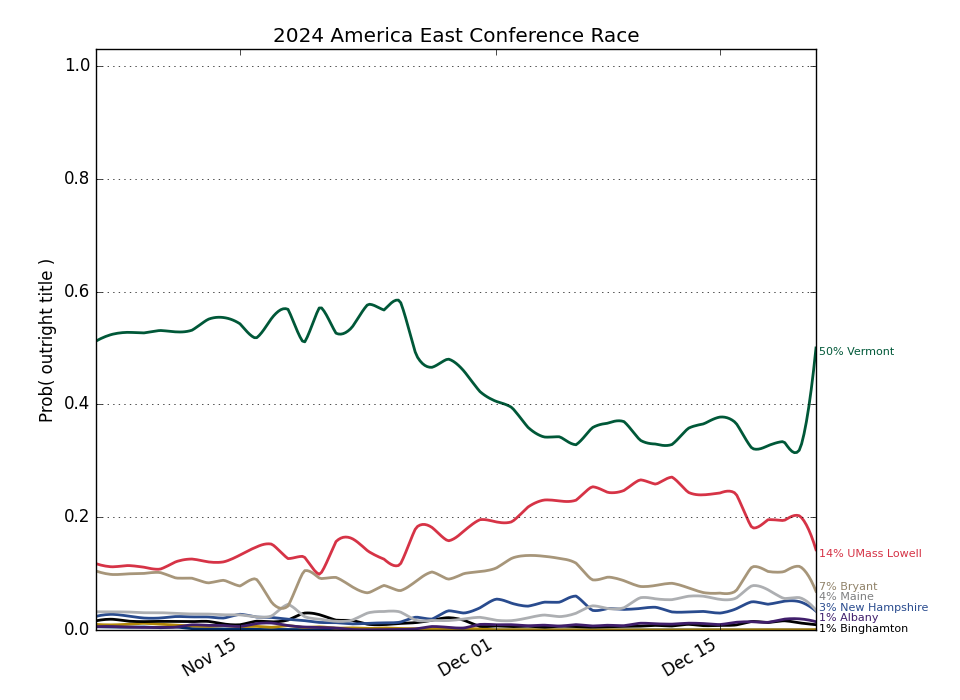 2024 America East Conference Race
Prob( outright title )
1.0
0.8
0.6
0.4
0.2
0.0
Nov 15
Dec 01
Dec 15
50% Vermont
14% UMass Lowell
7% Bryant
4% Maine
3% New Hampshire
1% Albany
1% Binghamton